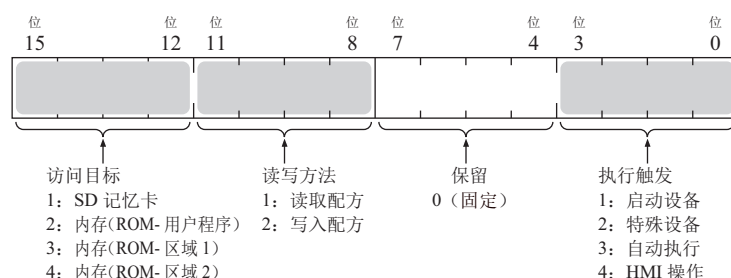 位 位 位 位 位 位 位 位
15 12 11 8 7 4 3 0
访问目标 读写方法 保留 执行触发
1：SD 记忆卡 1：读取配方 0（固定） 1：启动设备
2：内存(ROM- 用户程序) 2：写入配方 2：特殊设备
3：内存(ROM- 区域 1) 3：自动执行
4：内存(ROM- 区域 2) 4：HMI 操作